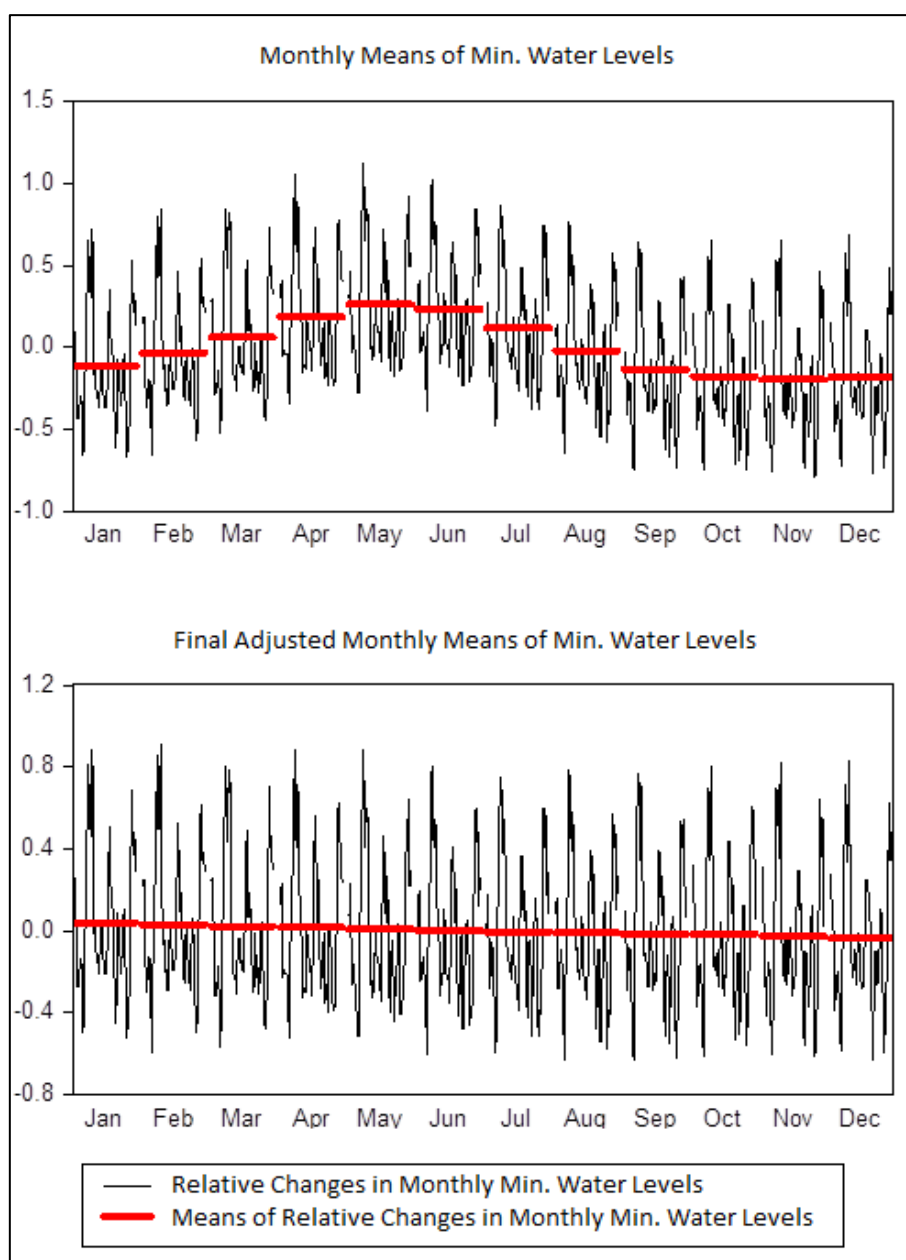 Monthly Means of Min. Water Levels
1.5
1.0
0.5
0.0
-0.5
-1.0
Jan Feb Mar Apr May Jun Jul Aug Sep Oct Nov Dec
Final Adjusted Monthly Means of Min. Water Levels
1.2
0.8
0.4
0.0
-0.4
-0.8
Jan Feb Mar Apr May Jun Jul Aug Sep Oct Nov Dec
Relative Changes in Monthly Min. Water Levels
Means of Relative Changes in Monthly Min. Water Levels